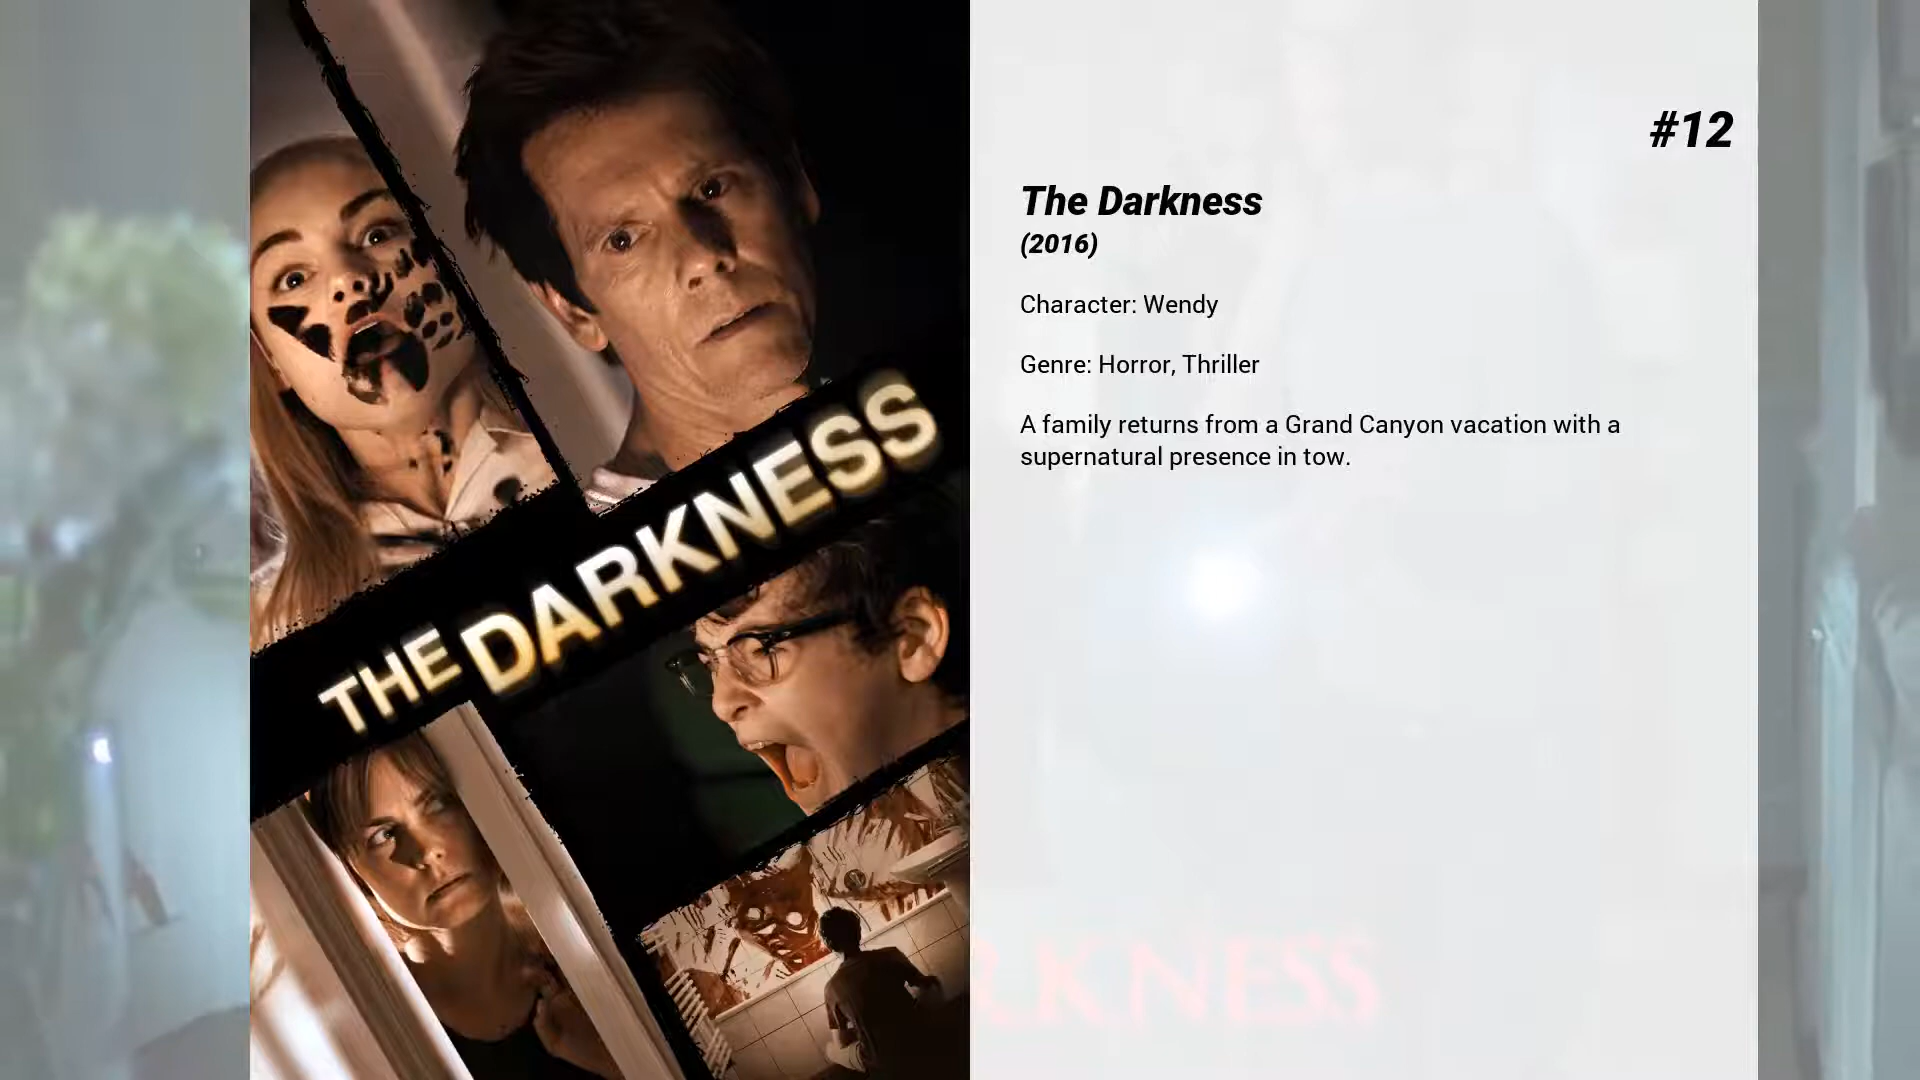 THE DARKNESS
#12
The Darkness
(2016)
Character: Wendy
Genre: Horror, Thriller
A family returns from a Grand Canyon vacation with a
supernatural presence in tow.
RKNESS